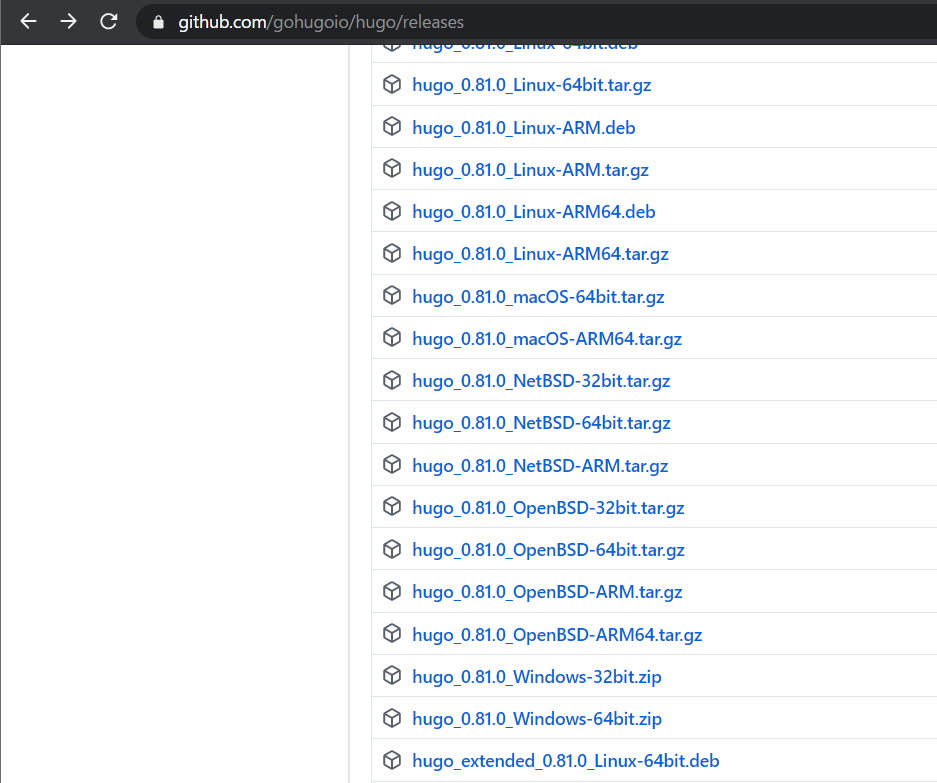 github.com/gohugoio/hugo/releases
hugo_0.81.0_Linux-64bit.deb
hugo_0.81.0_Linux-64bit.tar.gz
hugo_0.81.0_Linux-ARM.deb
hugo_0.81.0_Linux-ARM.tar.gz
hugo_0.81.0_Linux-ARM64.deb
hugo_0.81.0_Linux-ARM64.tar.gz
hugo_0.81.0_macOS-64bit.tar.gz
hugo_0.81.0_macOS-ARM64.tar.gz
hugo_0.81.0_NetBSD-32bit.tar.gz
hugo_0.81.0_NetBSD-64bit.tar.gz
hugo_0.81.0_NetBSD-ARM.tar.gz
hugo_0.81.0_OpenBSD-32bit.tar.gz
hugo_0.81.0_OpenBSD-64bit.tar.gz
hugo_0.81.0_OpenBSD-ARM.tar.gz
hugo_0.81.0_OpenBSD-ARM64.tar.gz
hugo_0.81.0_Windows-32bit.zip
hugo_0.81.0_Windows-64bit.zip
hugo_extended_0.81.0_Linux-64bit.deb